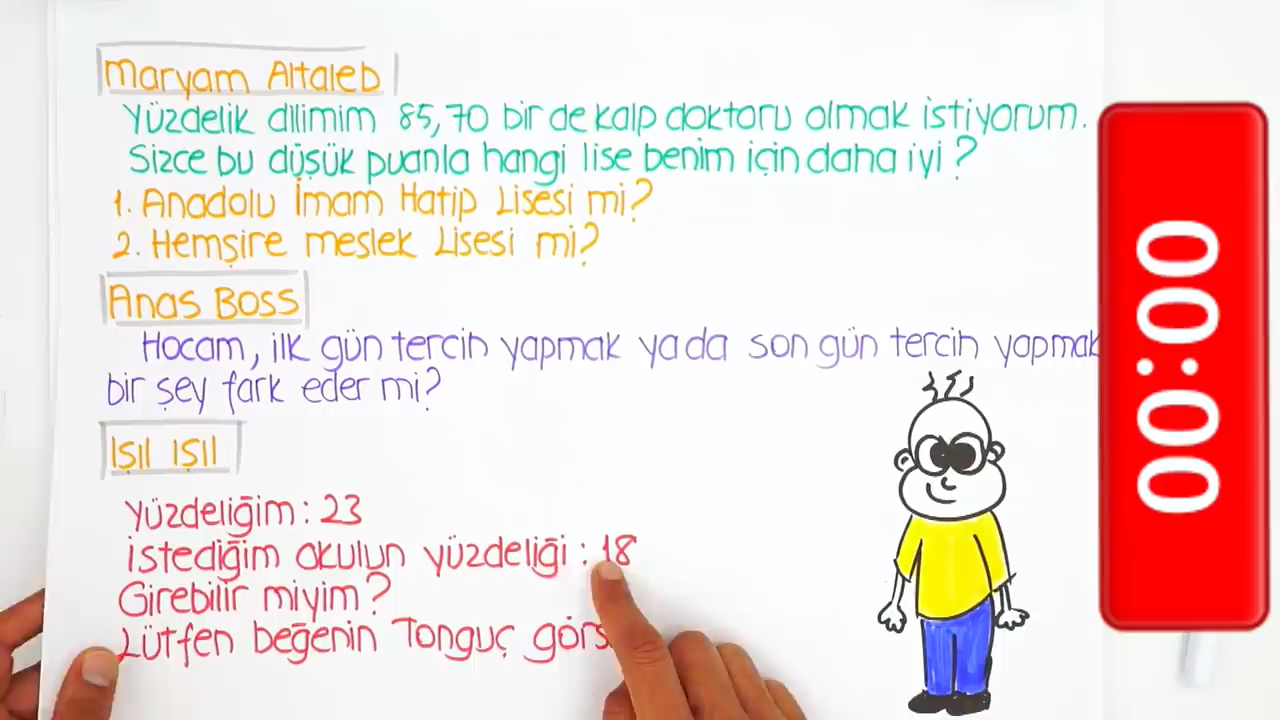 Maryam Altaleb
Yüzdelik dilimim 85,70 bir de kalp doktoru olmak istiyorum.
Sizce bu düşük puanla hangi lise benim için daha iyi?
1. Anadolu İmam Hatip Lisesi mi?
2. Hemşire meslek Lisesi mi?
Anas Boss
Hocam, ilk gün tercih yapmak yada son gün tercih yapmak
bir şey fark eder mi?
Işıl Işıl
Yüzdeliğim: 23
İstediğim okulun yüzdeliği: 18
Girebilir miyim?
Lütfen beğenin Tonguç
00:00